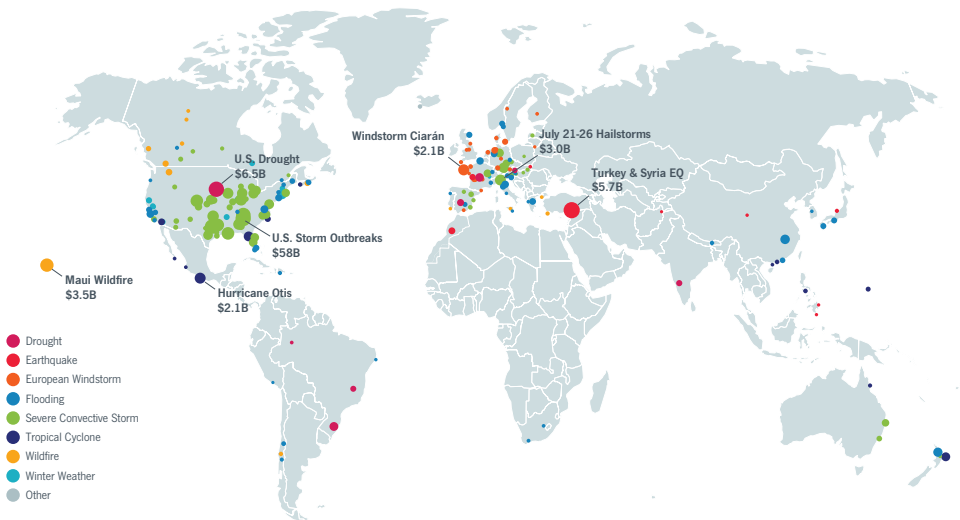 Windstorm Ciarán
$2.1B
July 21-26 Hailstorms
$3.0B
U.S. Drought
$6.5B
Turkey & Syria EQ
$5.7B
U.S. Storm Outbreaks
$58B
Maui Wildfire
$3.5B
Hurricane Otis
$2.1B
Drought
Earthquake
European Windstorm
Flooding
Severe Convective Storm
Tropical Cyclone
Wildfire
Winter Weather
Other